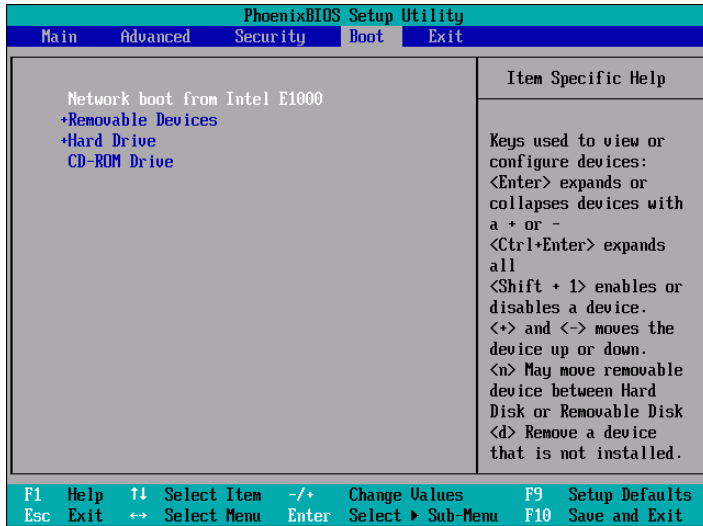 PhoenixBIOS Setup Utility
Main Advanced Security Boot Exit
Network boot from Intel E1000
+Removable Devices
+Hard Drive
CD-ROM Drive
Item Specific Help
Keys used to view or
configure devices:
<Enter> expands or
collapses devices with
a + or -
<Ctrl+Enter> expands
all
<Shift + 1> enables or
disables a device.
<+> and <-> moves the
device up or down.
<n> May move removable
device between Hard
Disk or Removable Disk
<d> Remove a device
that is not installed.
F1 Help ↑↓ Select Item -/+ Change Values F9 Setup Defaults
Esc Exit ↔ Select Menu Enter Select ▶ Sub-Menu F10 Save and Exit